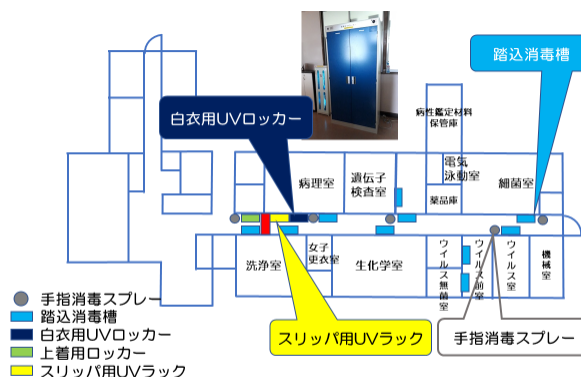 踏込消毒槽
白衣用UVロッカー
病性鑑定材料
保管庫
病理室
遺伝子
検査室
電気
泳動室
薬品庫
細菌室
洗浄室
女子
更衣室
生化学室
ウイルス無菌室
ウイルス前室
ウイルス室
機械室
手指消毒スプレー
踏込消毒槽
白衣用UVロッカー
上着用ロッカー
スリッパ用UVラック
スリッパ用UVラック
手指消毒スプレー